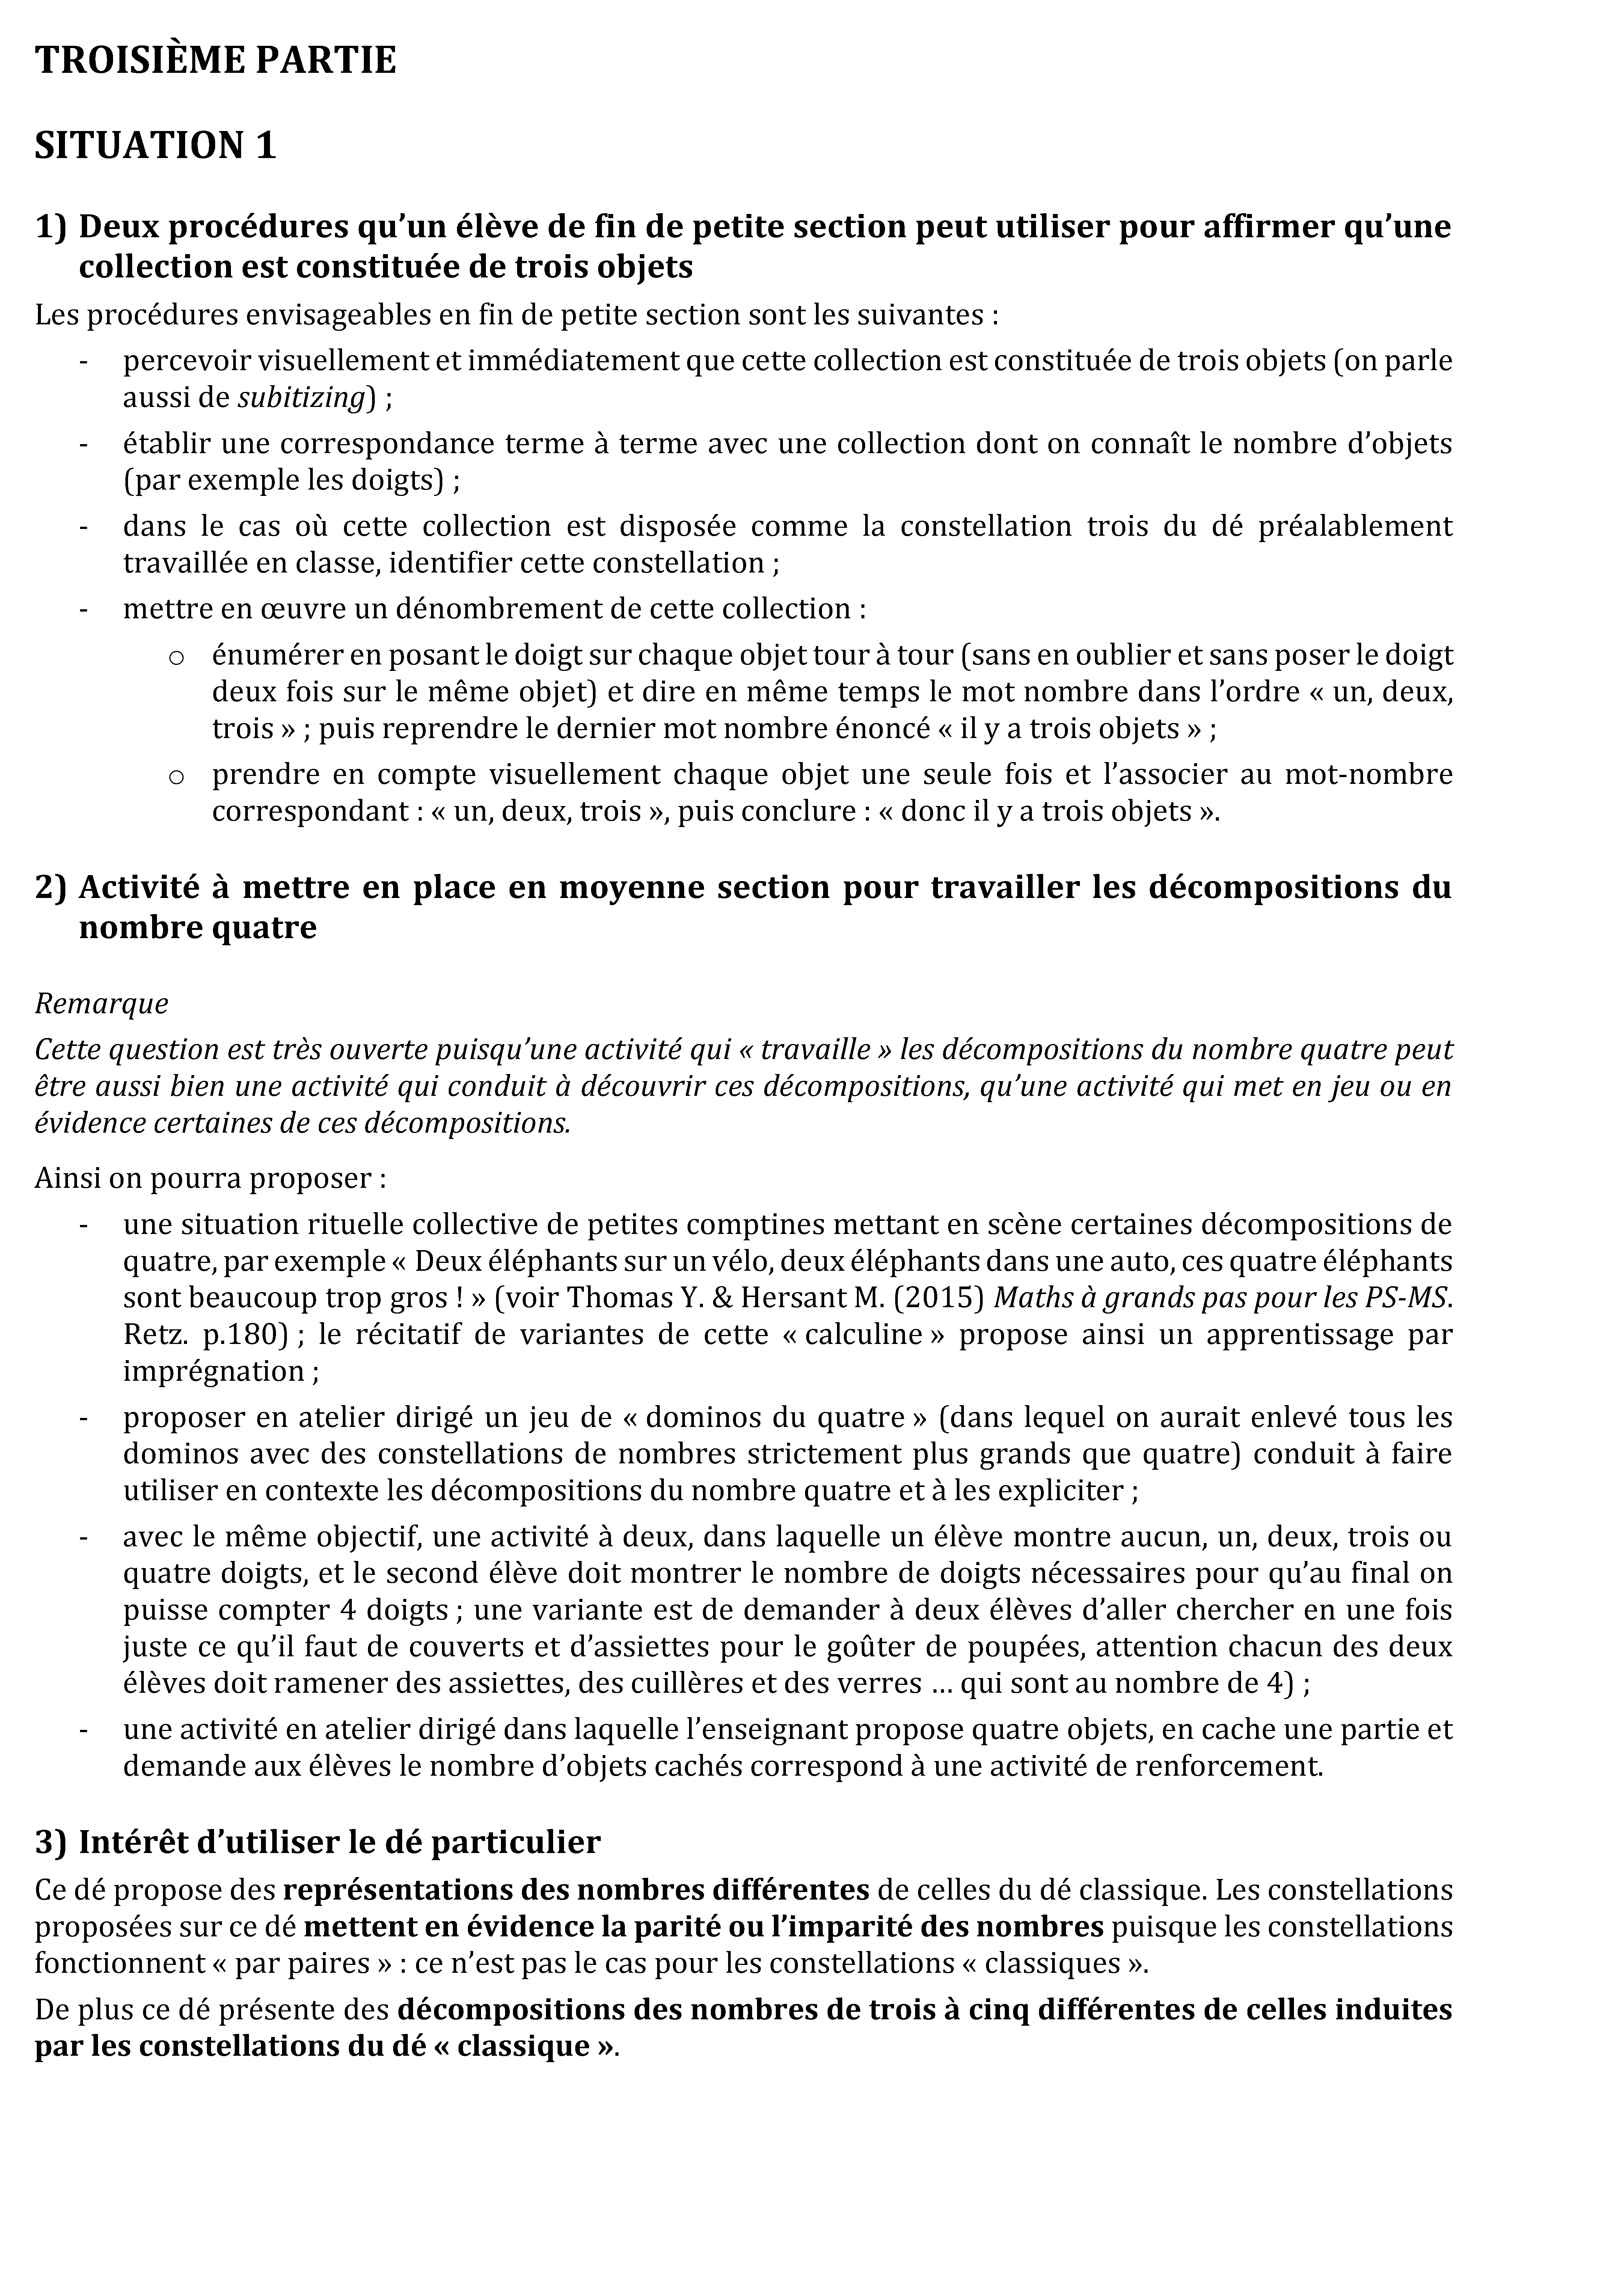 TROISIÈME PARTIE
SITUATION 1
1) Deux procédures qu’un élève de fin de petite section peut utiliser pour affirmer qu’une
collection est constituée de trois objets
Les procédures envisageables en fin de petite section sont les suivantes :
- percevoir visuellement et immédiatement que cette collection est constituée de trois objets (on parle
aussi de subitizing) ;
- établir une correspondance terme à terme avec une collection dont on connaît le nombre d’objets
(par exemple les doigts) ;
- dans le cas où cette collection est disposée comme la constellation trois du dé préalablement
travaillée en classe, identifier cette constellation ;
- mettre en œuvre un dénombrement de cette collection :
o énumérer en posant le doigt sur chaque objet tour à tour (sans en oublier et sans poser le doigt
deux fois sur le même objet) et dire en même temps le mot nombre dans l’ordre « un, deux,
trois » ; puis reprendre le dernier mot nombre énoncé « il y a trois objets » ;
o prendre en compte visuellement chaque objet une seule fois et l’associer au mot-nombre
correspondant : « un, deux, trois », puis conclure : « donc il y a trois objets ».
2) Activité à mettre en place en moyenne section pour travailler les décompositions du
nombre quatre
Remarque
Cette question est très ouverte puisqu’une activité qui « travaille » les décompositions du nombre quatre peut
être aussi bien une activité qui conduit à découvrir ces décompositions, qu’une activité qui met en jeu ou en
évidence certaines de ces décompositions.
Ainsi on pourra proposer :
- une situation rituelle collective de petites comptines mettant en scène certaines décompositions de
quatre, par exemple « Deux éléphants sur un vélo, deux éléphants dans une auto, ces quatre éléphants
sont beaucoup trop gros ! » (voir Thomas Y. & Hersant M. (2015) Maths à grands pas pour les PS-MS.
Retz. p.180) ; le récitatif de variantes de cette « calculine » propose ainsi un apprentissage par
imprégnation ;
- proposer en atelier dirigé un jeu de « dominos du quatre » (dans lequel on aurait enlevé tous les
dominos avec des constellations de nombres strictement plus grands que quatre) conduit à faire
utiliser en contexte les décompositions du nombre quatre et à les expliciter ;
- avec le même objectif, une activité à deux, dans laquelle un élève montre aucun, un, deux, trois ou
quatre doigts, et le second élève doit montrer le nombre de doigts nécessaires pour qu’au final on
puisse compter 4 doigts ; une variante est de demander à deux élèves d’aller chercher en une fois
juste ce qu’il faut de couverts et d’assiettes pour le goûter de poupées, attention chacun des deux
élèves doit ramener des assiettes, des cuillères et des verres … qui sont au nombre de 4) ;
- une activité en atelier dirigé dans laquelle l’enseignant propose quatre objets, en cache une partie et
demande aux élèves le nombre d’objets cachés correspond à une activité de renforcement.
3) Intérêt d’utiliser le dé particulier
Ce dé propose des représentations des nombres différentes de celles du dé classique. Les constellations
proposées sur ce dé mettent en évidence la parité ou l’imparité des nombres puisque les constellations
fonctionnent « par paires » : ce n’est pas le cas pour les constellations « classiques ».
De plus ce dé présente des décompositions des nombres de trois à cinq différentes de celles induites
par les constellations du dé « classique ».